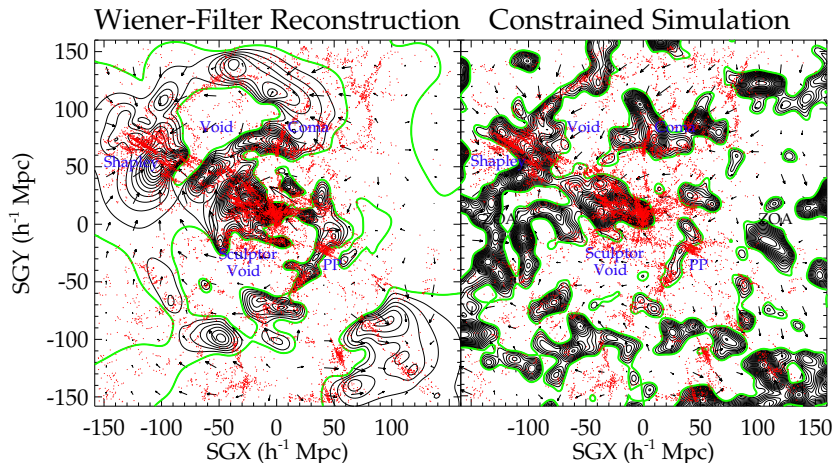 Wiener-Filter Reconstruction
Constrained Simulation
150
100
50
0
-50
-100
-150
SGY (h⁻¹ Mpc)
Void
Coma
Shapley
Sculptor
Void
PP
-150
-100
-50
0
50
100
SGX (h⁻¹ Mpc)
Void
Coma
Shapley
ZOA
ZOA
Sculptor
Void
PP
-100
-50
0
50
100
150
SGX (h⁻¹ Mpc)